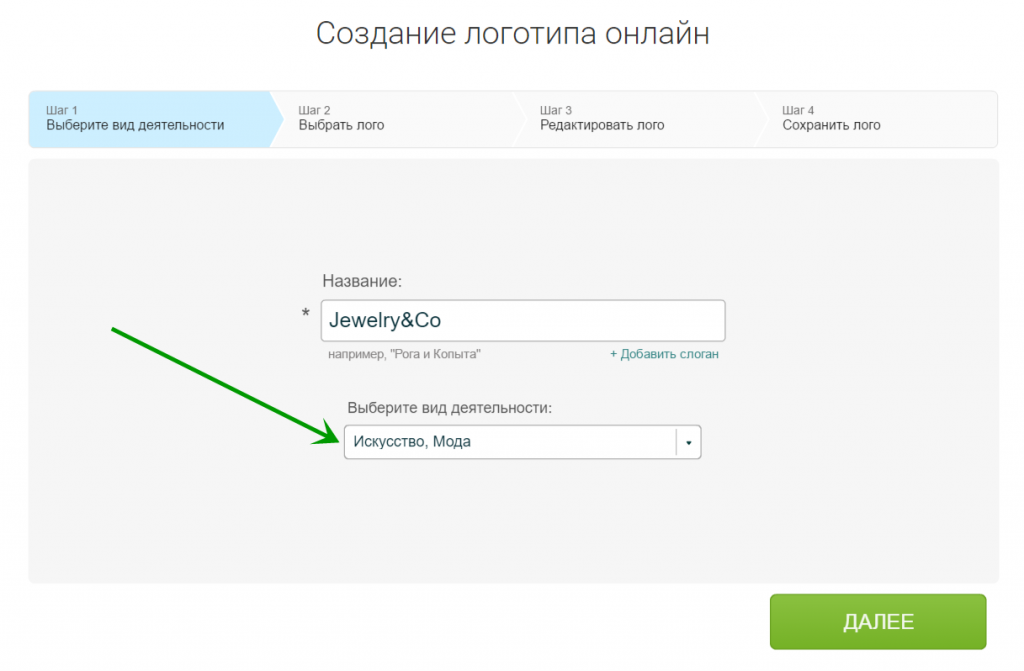 Создание логотипа онлайн
Шаг 1
Выберите вид деятельности
Шаг 2
Выбрать лого
Шаг 3
Редактировать лого
Шаг 4
Сохранить лого
Название:
*
Jewelry&Co
например, "Рога и Копыта"
+ Добавить слоган
Выберите вид деятельности:
Искусство, Мода
ДАЛЕЕ